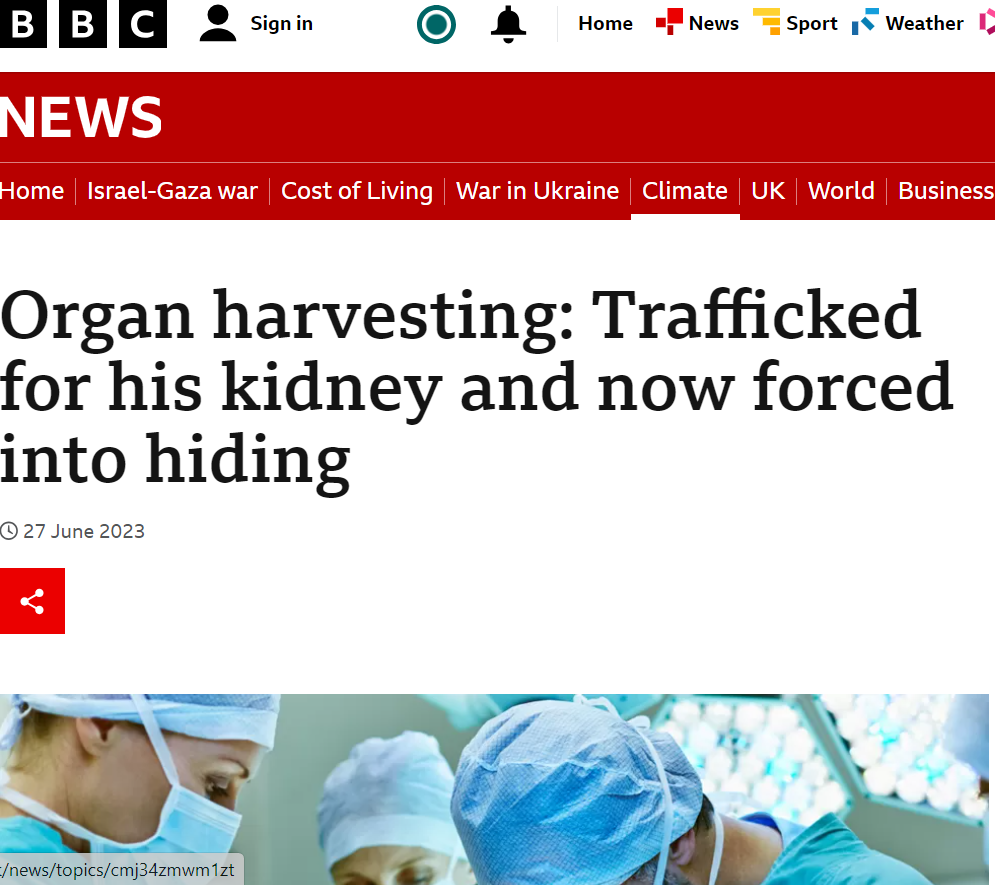 BBC Sign in Home News Sport Weather
NEWS
Home Israel-Gaza war Cost of Living War in Ukraine Climate UK World Business
Organ harvesting: Trafficked
for his kidney and now forced
into hiding
27 June 2023
/news/topics/cmj34zmwm1zt